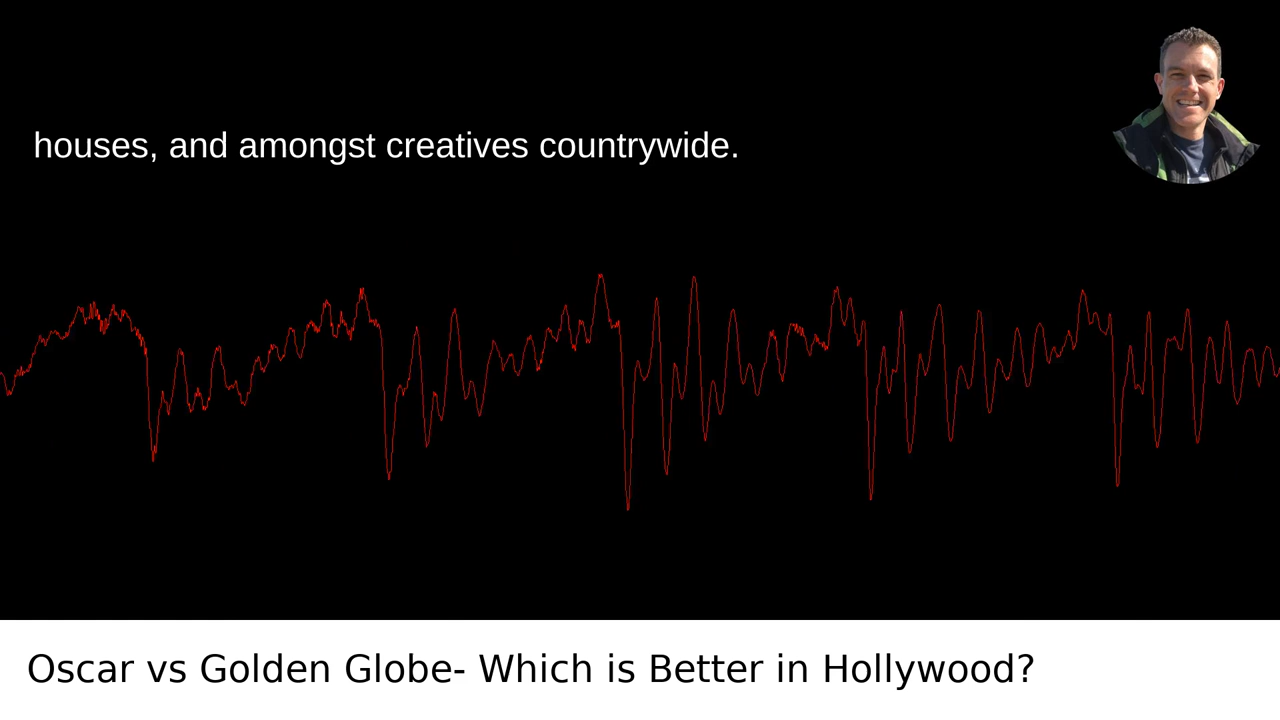 houses, and amongst creatives countrywide.
Oscar vs Golden Globe- Which is Better in Hollywood?